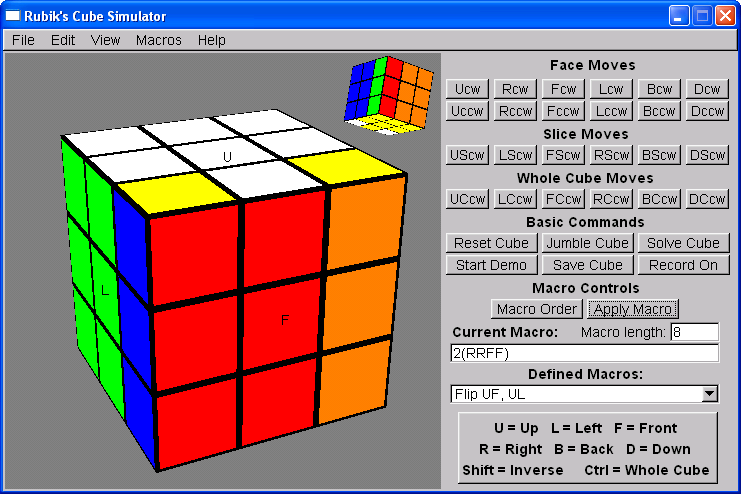 Rubik's Cube Simulator
File Edit View Macros Help
U
L
F
Face Moves
Ucw Rcw Fcw Lcw Bcw Dcw
Uccw Rccw Fccw Lccw Bccw Dccw
Slice Moves
UScw LScw FScw RScw BScw DScw
Whole Cube Moves
UCcw LCcw FCcw RCcw BCcw DCcw
Basic Commands
Reset Cube Jumble Cube Solve Cube
Start Demo Save Cube Record On
Macro Controls
Macro Order Apply Macro
Current Macro: Macro length: 8
2(RRFF)
Defined Macros:
Flip UF, UL
U = Up L = Left F = Front
R = Right B = Back D = Down
Shift = Inverse Ctrl = Whole Cube